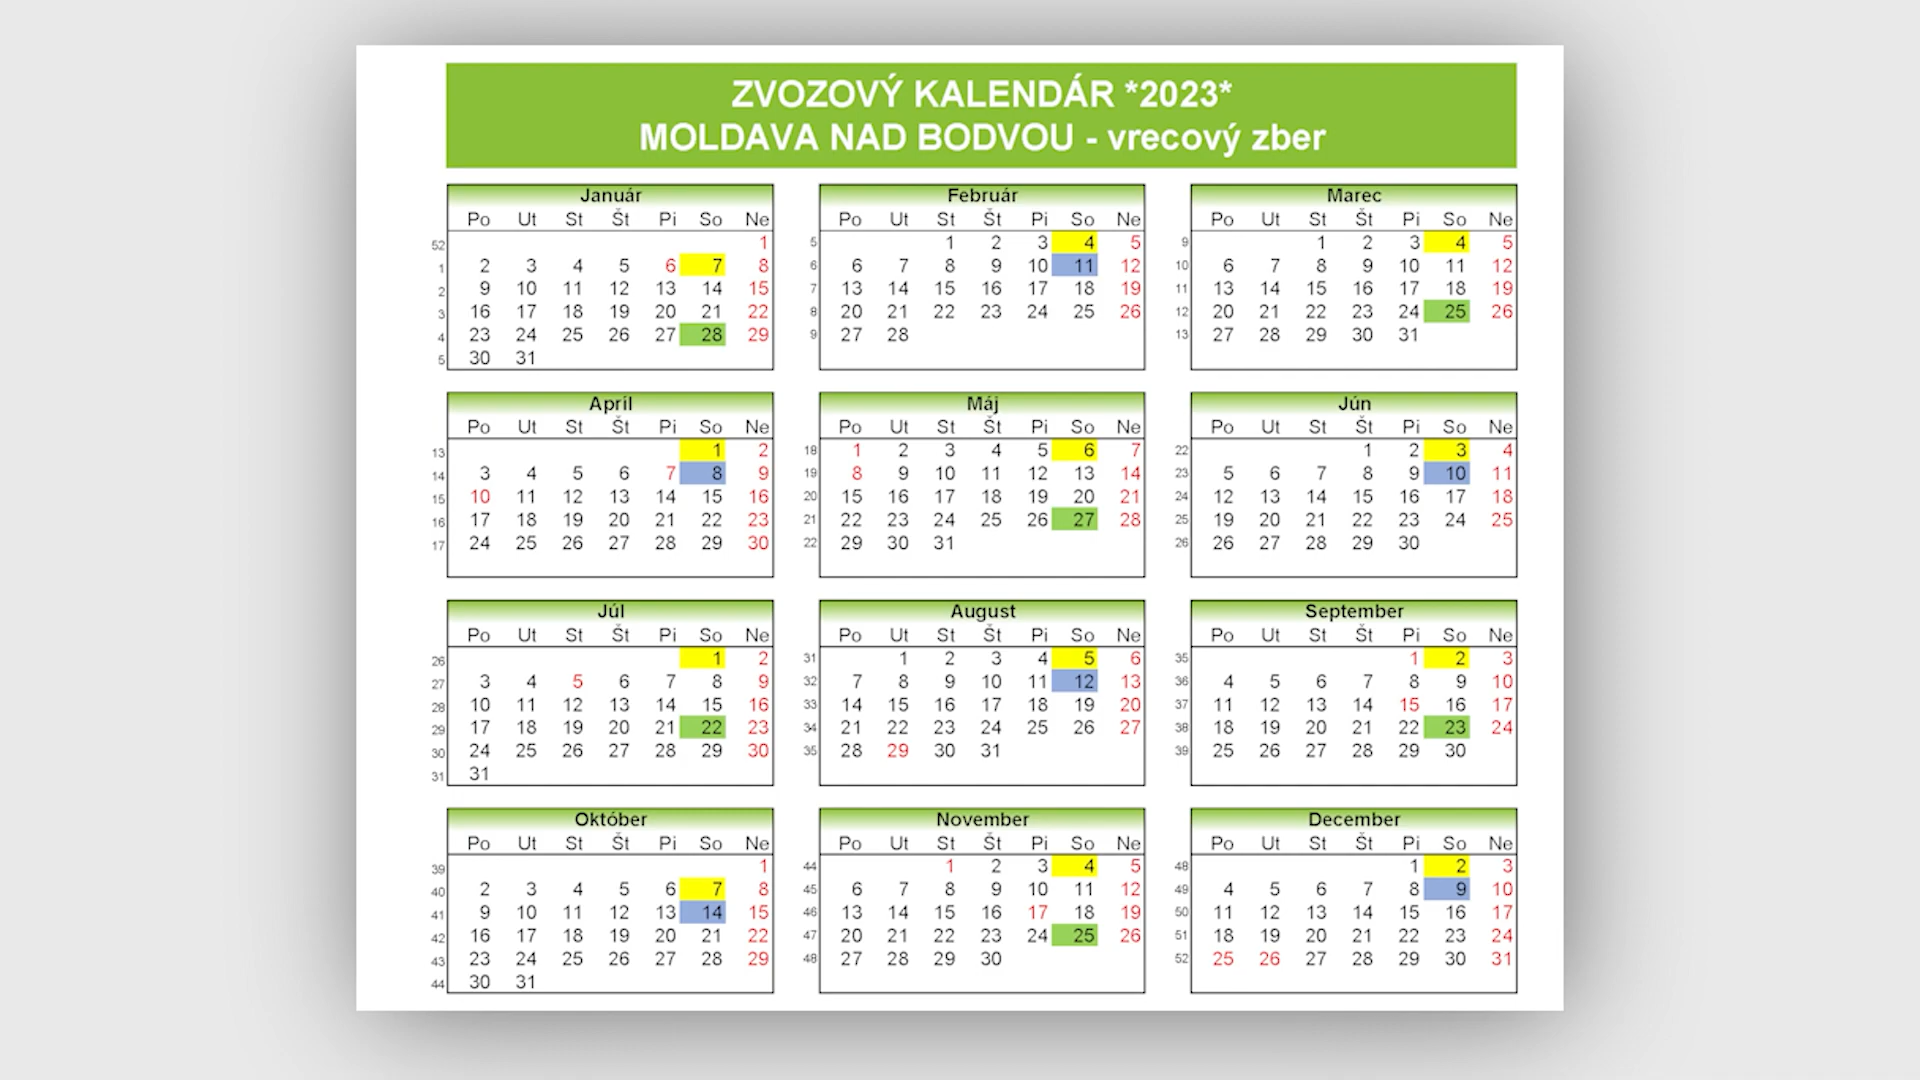 ZVOZOVÝ KALENDÁR *2023*
MOLDAVA NAD BODVOU - vrecový zber
Január
Po Ut St Št Pi So Ne
52 1
1 2 3 4 5 6 7 8
2 9 10 11 12 13 14 15
3 16 17 18 19 20 21 22
4 23 24 25 26 27 28 29
5 30 31
Február
Po Ut St Št Pi So Ne
5 1 2 3 4 5
6 6 7 8 9 10 11 12
7 13 14 15 16 17 18 19
8 20 21 22 23 24 25 26
9 27 28
Marec
Po Ut St Št Pi So Ne
9 1 2 3 4 5
10 6 7 8 9 10 11 12
11 13 14 15 16 17 18 19
12 20 21 22 23 24 25 26
13 27 28 29 30 31
Apríl
Po Ut St Št Pi So Ne
13 1 2
14 3 4 5 6 7 8 9
15 10 11 12 13 14 15 16
16 17 18 19 20 21 22 23
17 24 25 26 27 28 29 30
Máj
Po Ut St Št Pi So Ne
18 1 2 3 4 5 6 7
19 8 9 10 11 12 13 14
20 15 16 17 18 19 20 21
21 22 23 24 25 26 27 28
22 29 30 31
Jún
Po Ut St Št Pi So Ne
22 1 2 3 4
23 5 6 7 8 9 10 11
24 12 13 14 15 16 17 18
25 19 20 21 22 23 24 25
26 26 27 28 29 30
Júl
Po Ut St Št Pi So Ne
26 1 2
27 3 4 5 6 7 8 9
28 10 11 12 13 14 15 16
29 17 18 19 20 21 22 23
30 24 25 26 27 28 29 30
31 31
August
Po Ut St Št Pi So Ne
31 1 2 3 4 5 6
32 7 8 9 10 11 12 13
33 14 15 16 17 18 19 20
34 21 22 23 24 25 26 27
35 28 29 30 31
September
Po Ut St Št Pi So Ne
35 1 2 3
36 4 5 6 7 8 9 10
37 11 12 13 14 15 16 17
38 18 19 20 21 22 23 24
39 25 26 27 28 29 30
Október
Po Ut St Št Pi So Ne
39 1
40 2 3 4 5 6 7 8
41 9 10 11 12 13 14 15
42 16 17 18 19 20 21 22
43 23 24 25 26 27 28 29
44 30 31
November
Po Ut St Št Pi So Ne
44 1 2 3 4 5
45 6 7 8 9 10 11 12
46 13 14 15 16 17 18 19
47 20 21 22 23 24 25 26
48 27 28 29 30
December
Po Ut St Št Pi So Ne
48 1 2 3
49 4 5 6 7 8 9 10
50 11 12 13 14 15 16 17
51 18 19 20 21 22 23 24
52 25 26 27 28 29 30 31